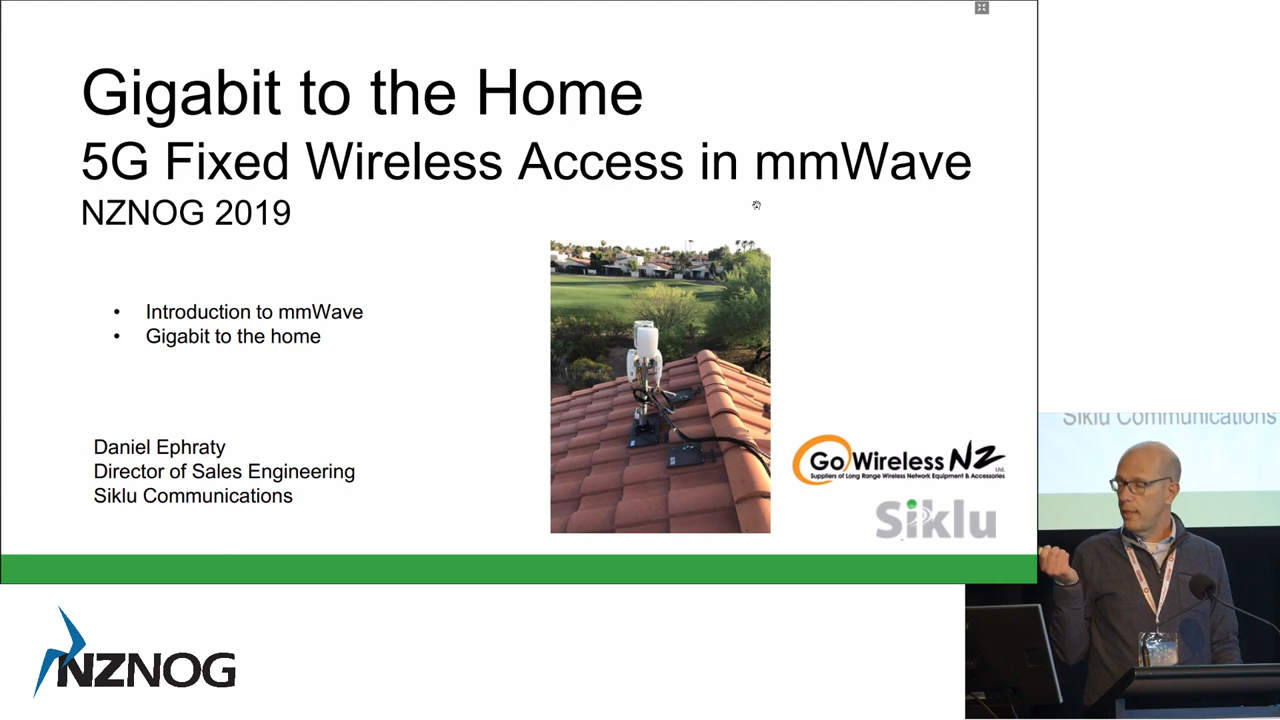 Gigabit to the Home
5G Fixed Wireless Access in mmWave
NZNOG 2019
• Introduction to mmWave
• Gigabit to the home
Daniel Ephraty
Director of Sales Engineering
Siklu Communications
Go Wireless NZ Ltd.
Suppliers of Long Range Wireless Network Equipment & Accessories
Siklu
Siklu Communications
NZNOG